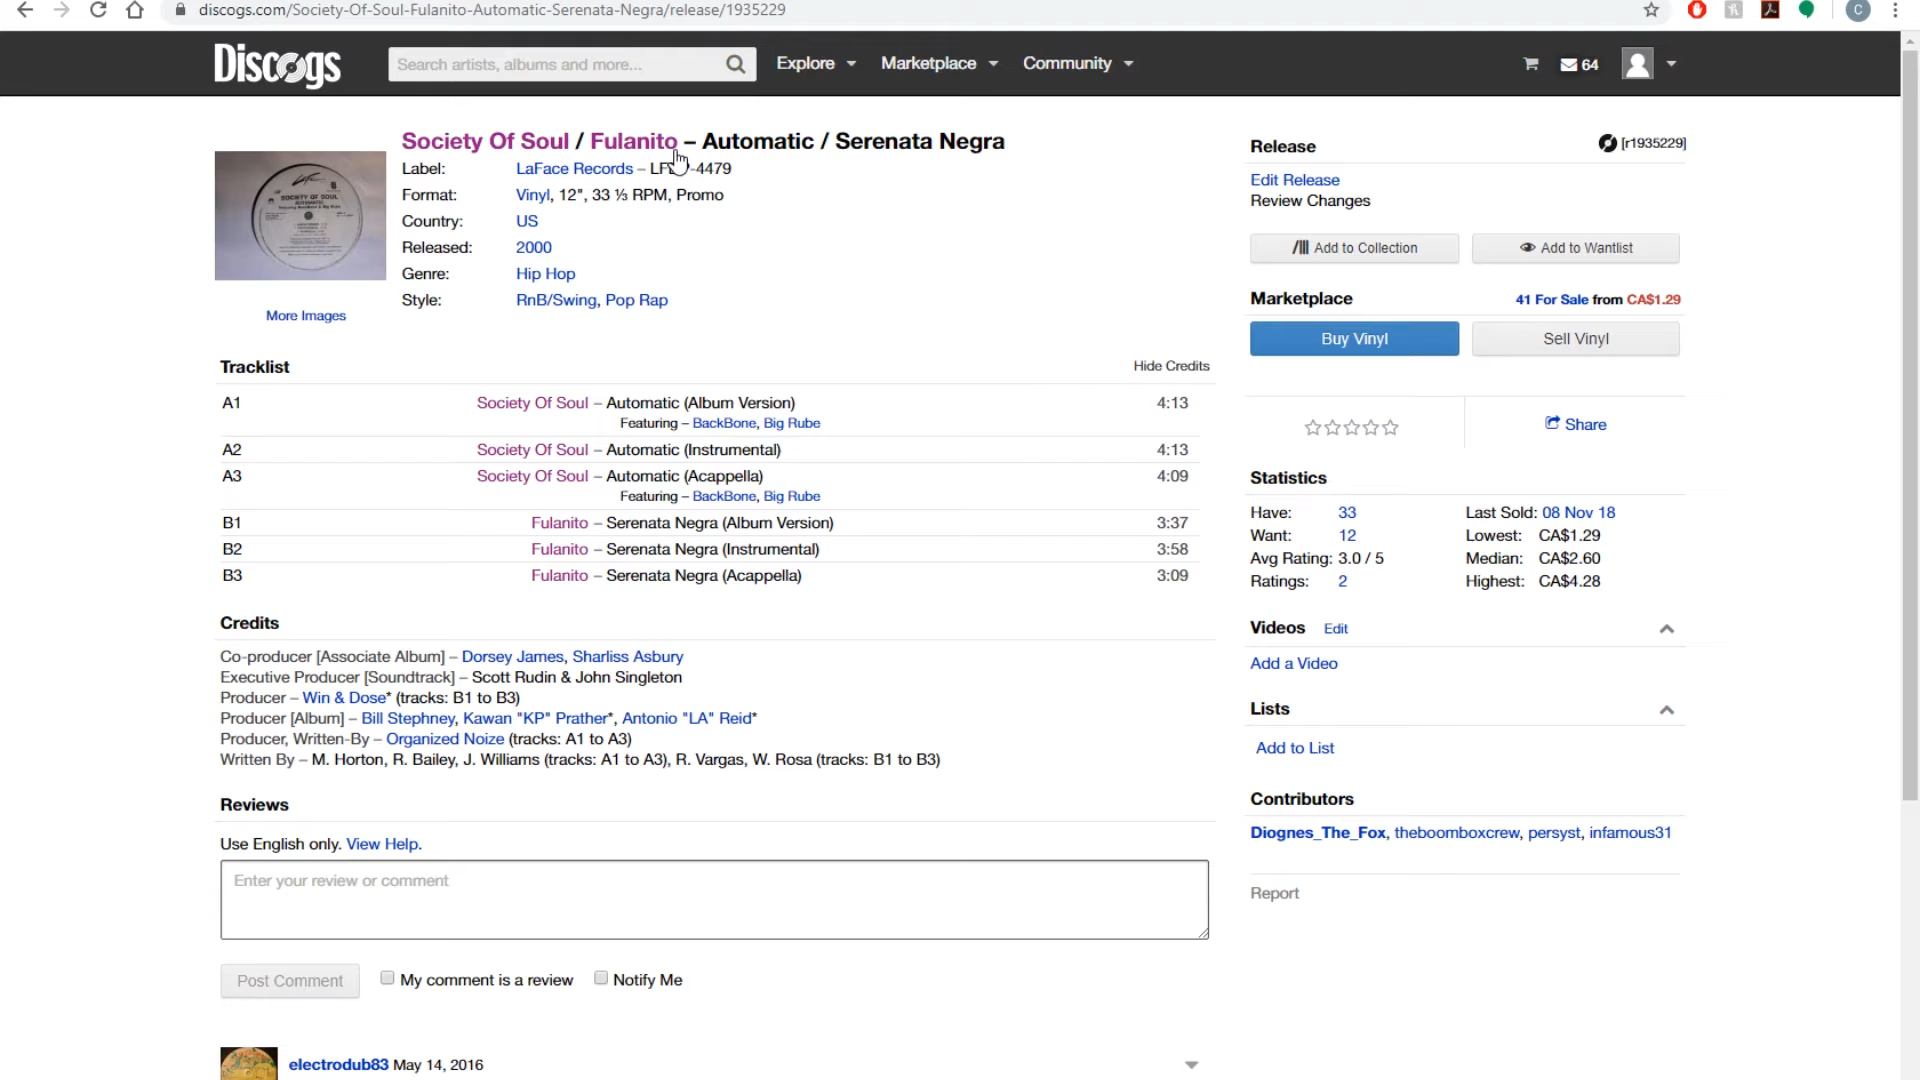 discogs.com/Society-Of-Soul-Fulanito-Automatic-Serenata-Negra/release/1935229
C
Discogs
Search artists, albums and more...
Explore
Marketplace
Community
64
Society Of Soul / Fulanito – Automatic / Serenata Negra
Label: LaFace Records – -4479
Format: Vinyl, 12", 33 ⅓ RPM, Promo
Country: US
Released: 2000
Genre: Hip Hop
Style: RnB/Swing, Pop Rap
SOCIETY OF SOUL
More Images
Tracklist
Hide Credits
A1 Society Of Soul – Automatic (Album Version) 4:13
Featuring – BackBone, Big Rube
A2 Society Of Soul – Automatic (Instrumental) 4:13
A3 Society Of Soul – Automatic (Acappella) 4:09
Featuring – BackBone, Big Rube
B1 Fulanito – Serenata Negra (Album Version) 3:37
B2 Fulanito – Serenata Negra (Instrumental) 3:58
B3 Fulanito – Serenata Negra (Acappella) 3:09
Credits
Co-producer [Associate Album] – Dorsey James, Sharliss Asbury
Executive Producer [Soundtrack] – Scott Rudin & John Singleton
Producer – Win & Dose* (tracks: B1 to B3)
Producer [Album] – Bill Stephney, Kawan "KP" Prather*, Antonio "LA" Reid*
Producer, Written-By – Organized Noize (tracks: A1 to A3)
Written By – M. Horton, R. Bailey, J. Williams (tracks: A1 to A3), R. Vargas, W. Rosa (tracks: B1 to B3)
Reviews
Use English only. View Help.
Enter your review or comment
Post Comment
My comment is a review
Notify Me
electrodub83 May 14, 2016
Release
[r1935229]
Edit Release
Review Changes
Add to Collection
Add to Wantlist
Marketplace
41 For Sale from CA$1.29
Buy Vinyl
Sell Vinyl
Share
Statistics
Have: 33 Last Sold: 08 Nov 18
Want: 12 Lowest: CA$1.29
Avg Rating: 3.0 / 5 Median: CA$2.60
Ratings: 2 Highest: CA$4.28
Videos Edit
Add a Video
Lists
Add to List
Contributors
Diognes_The_Fox, theboomboxcrew, persyst, infamous31
Report